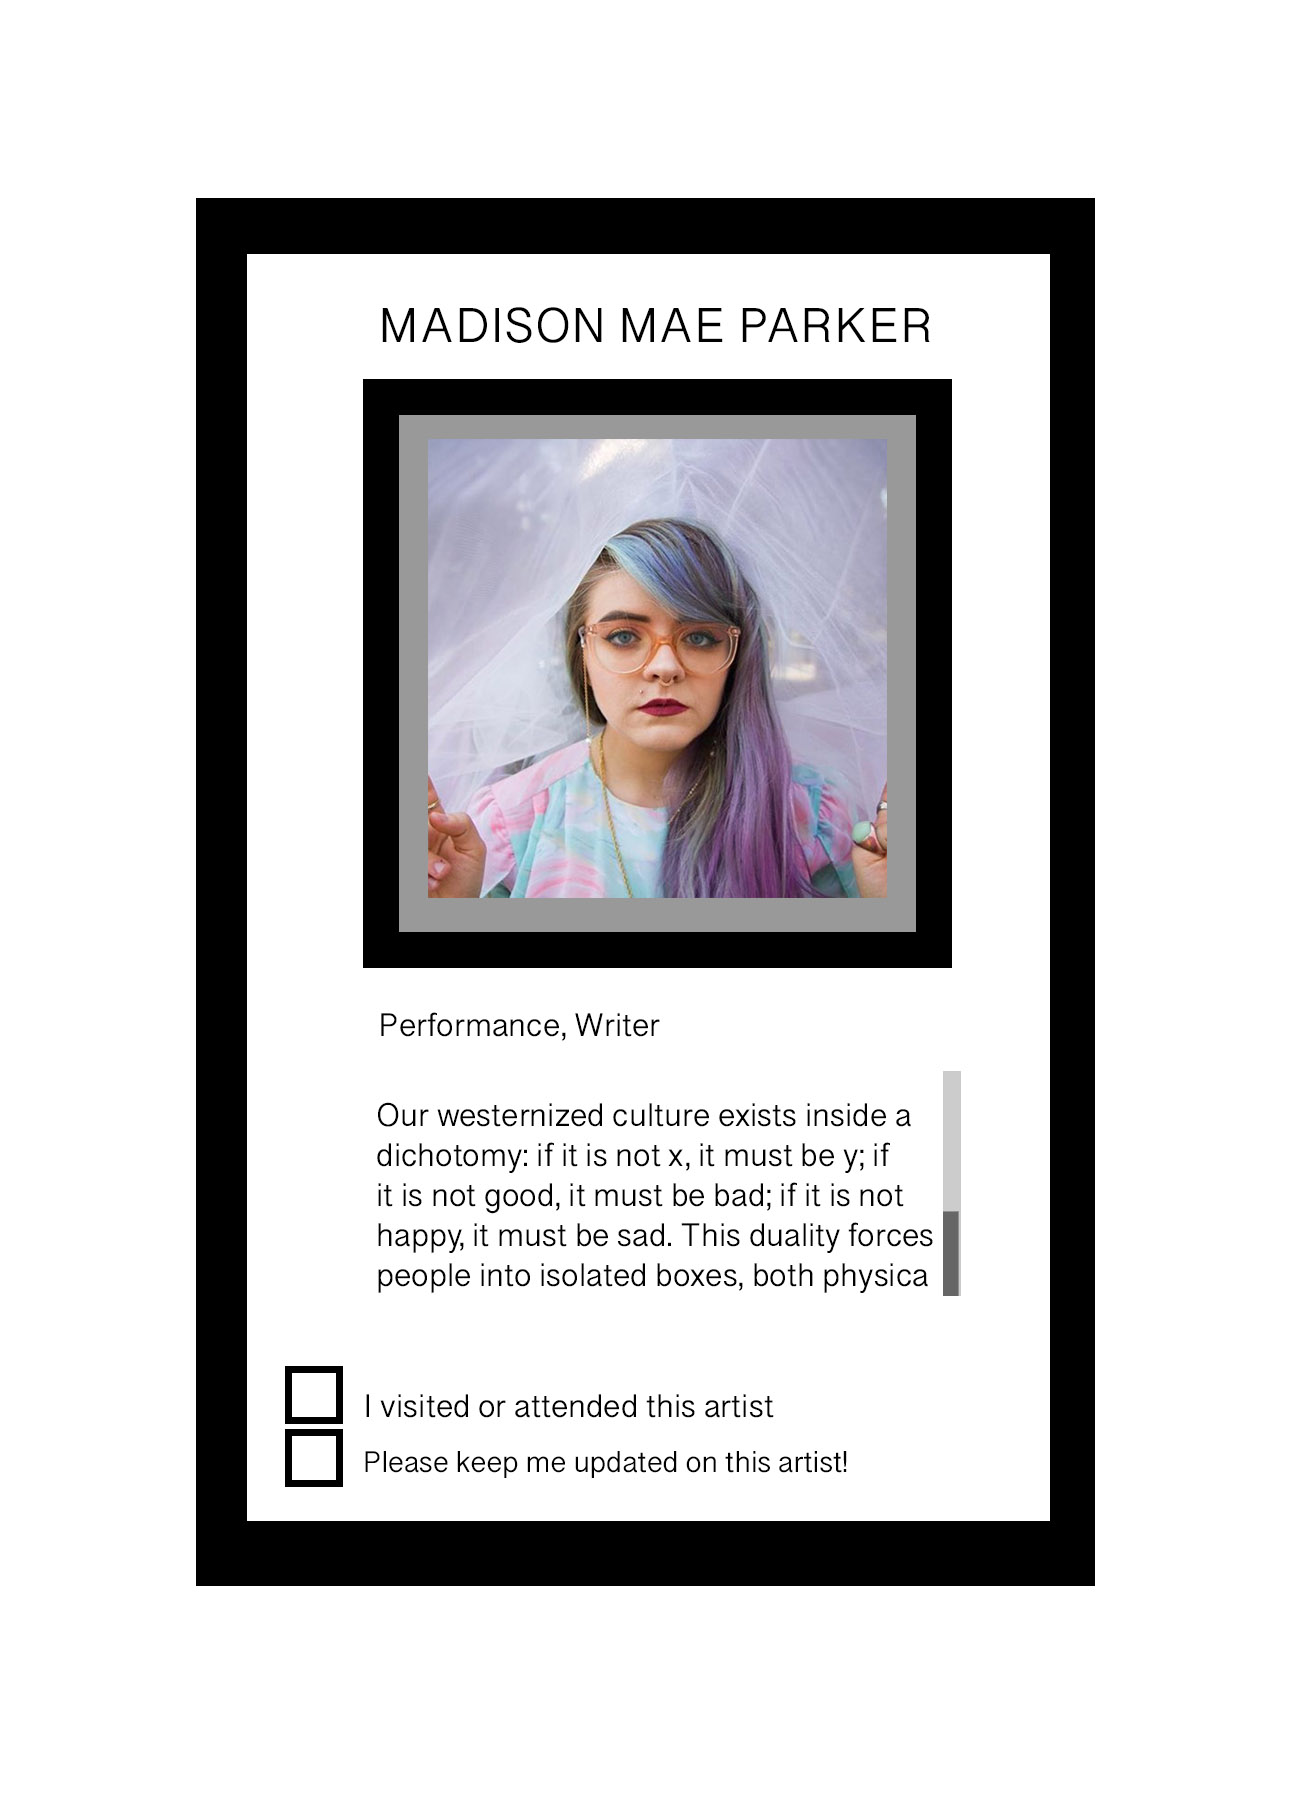 MADISON MAE PARKER
Performance, Writer
Our westernized culture exists inside a
dichotomy: if it is not x, it must be y; if
it is not good, it must be bad; if it is not
happy, it must be sad. This duality forces
people into isolated boxes, both physica
I visited or attended this artist
Please keep me updated on this artist!